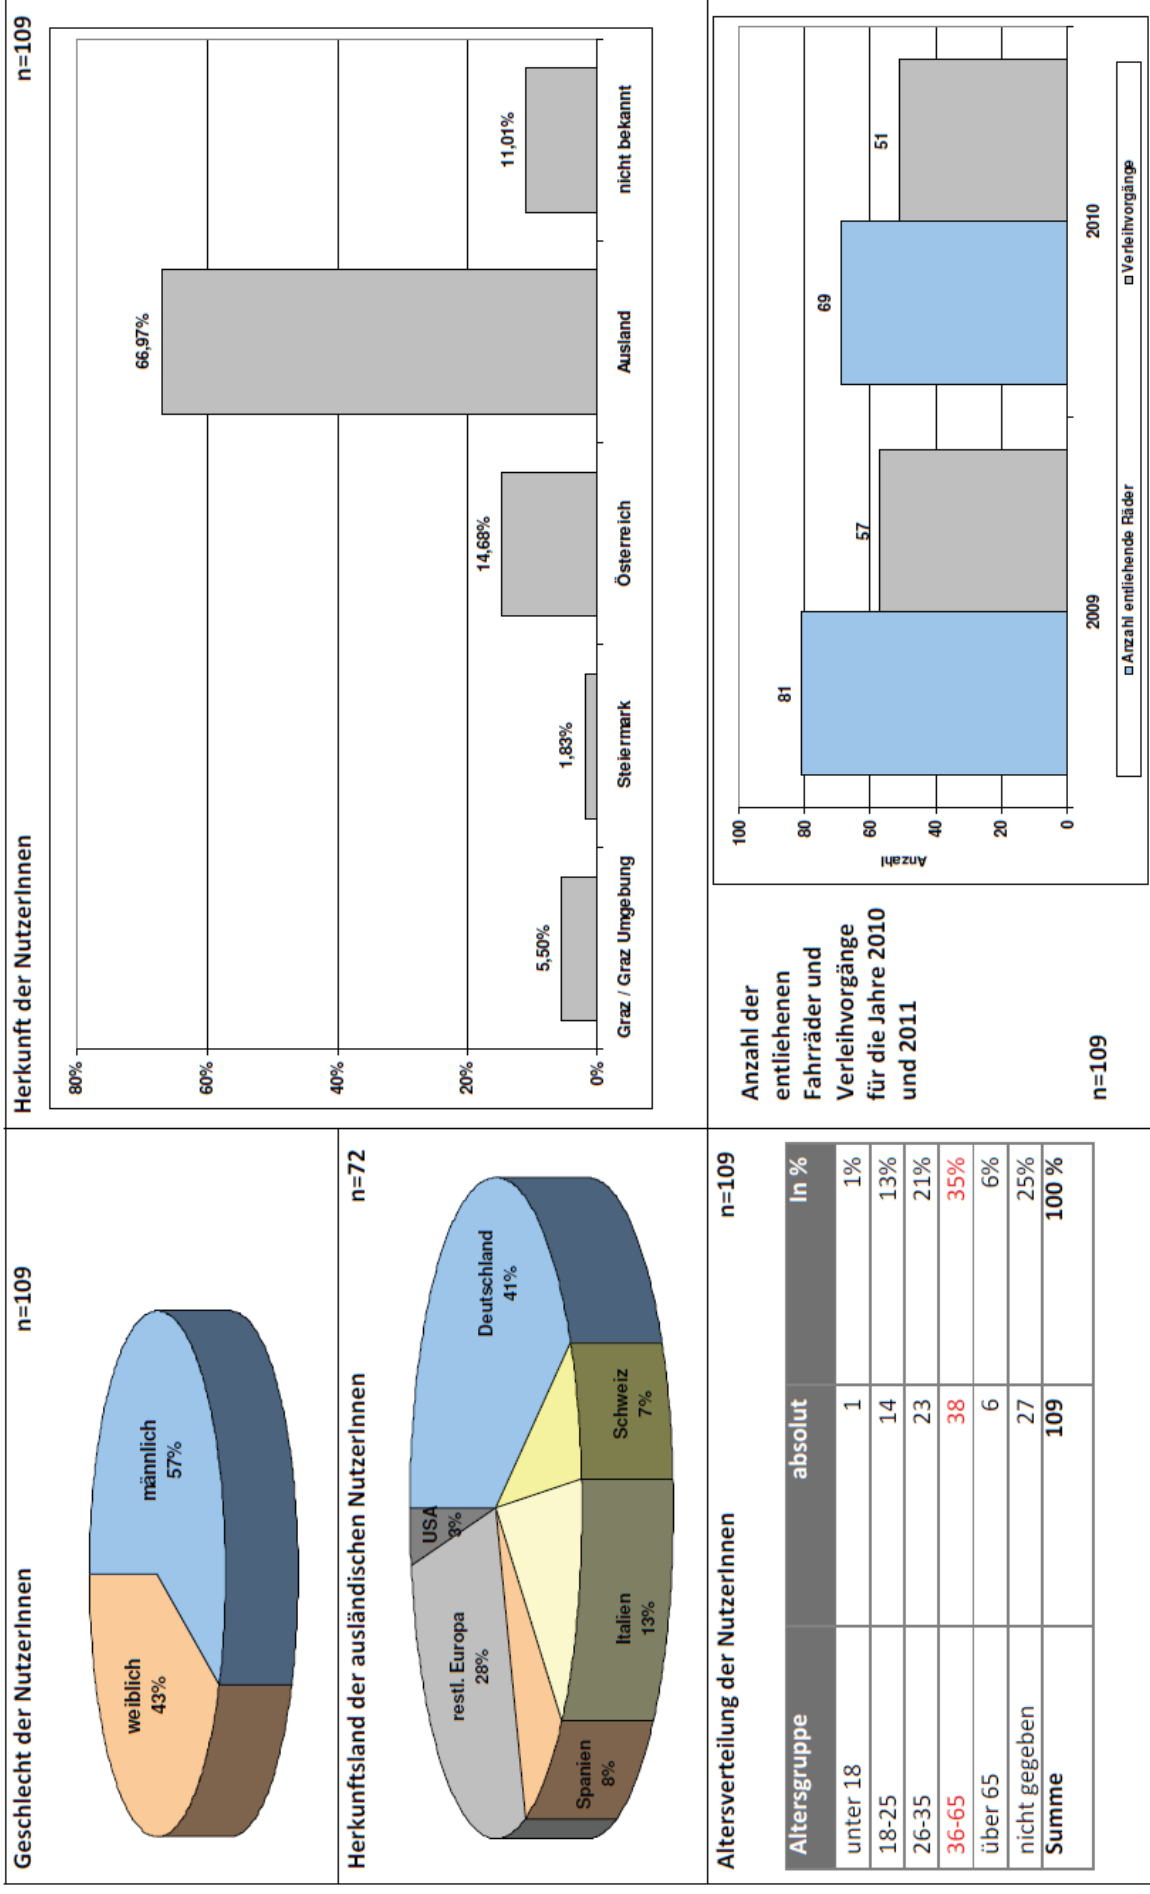 Geschlecht der NutzerInnen
n=109
weiblich
43%
männlich
57%
Herkunftsland der ausländischen NutzerInnen
n=72
USA
3%
Deutschland
41%
restl. Europa
28%
Spanien
8%
Italien
13%
Schweiz
7%
Herkunft der NutzerInnen
n=109
80%
60%
40%
20%
0%
5,50%
1,83%
14,68%
66,97%
11,01%
Graz / Graz Umgebung
Steiermark
Österreich
Ausland
nicht bekannt
Altersverteilung der NutzerInnen
n=109
Altersgruppe absolut In %
unter 18 1 1%
18-25 14 13%
26-35 23 21%
36-65 38 35%
über 65 6 6%
nicht gegeben 27 25%
Summe 109 100 %
Anzahl der
entliehenen
Fahrräder und
Verleihvorgänge
für die Jahre 2010
und 2011
n=109
Anzahl
100
80
60
40
20
0
81
57
69
51
2009
2010
Anzahl entliehende Räder
Verleihvorgänge